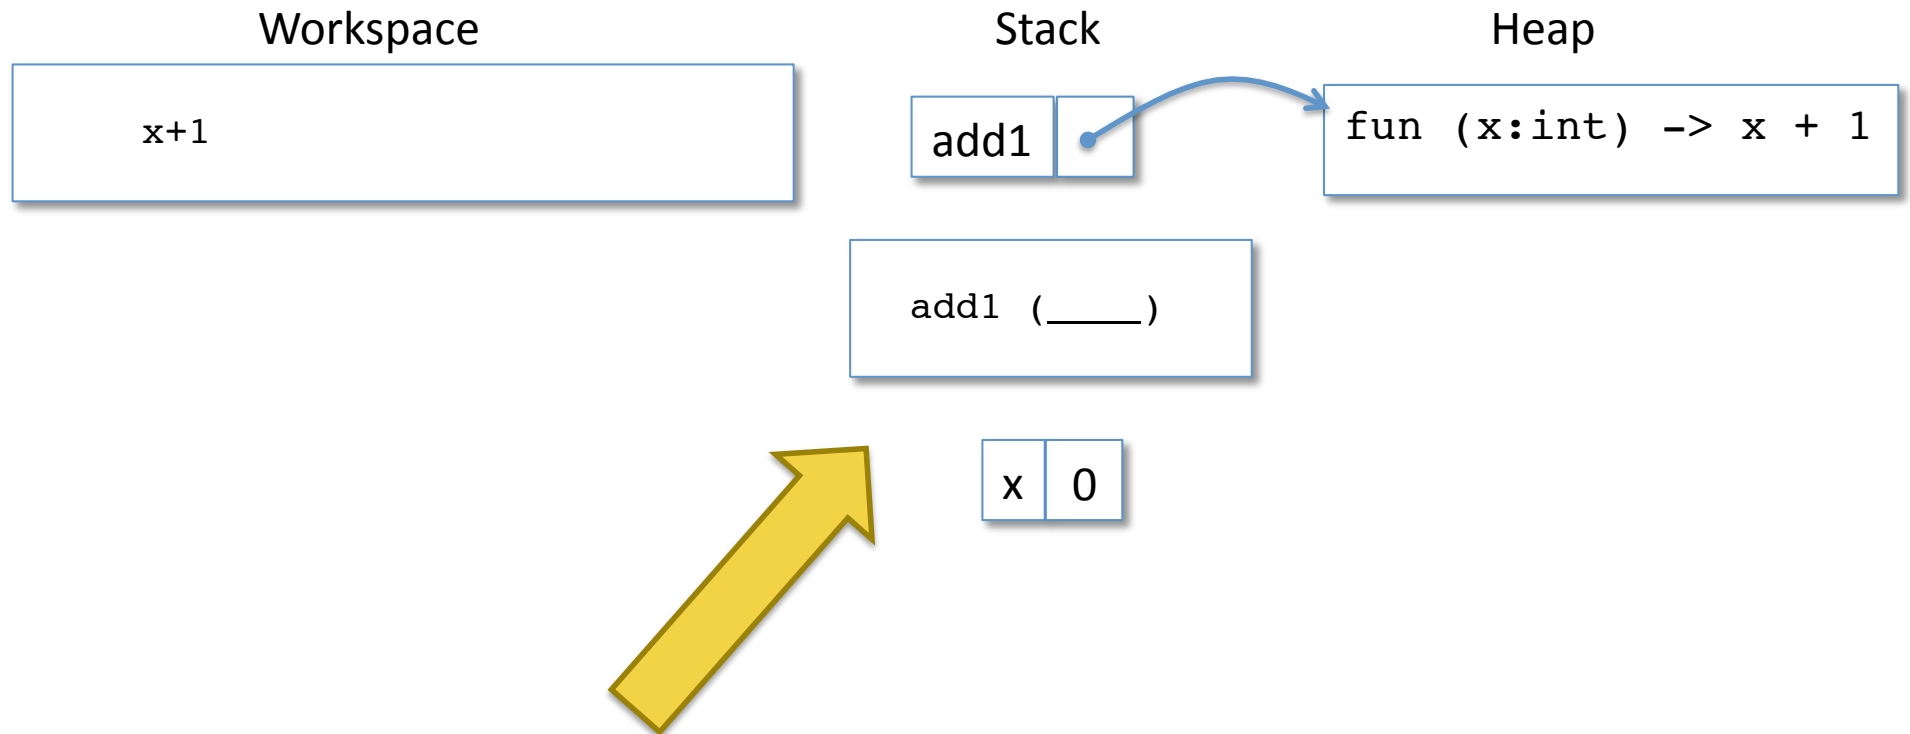 Workspace
Stack
Heap
x+1
add1
fun (x:int) -> x + 1
add1 (____)
x 0